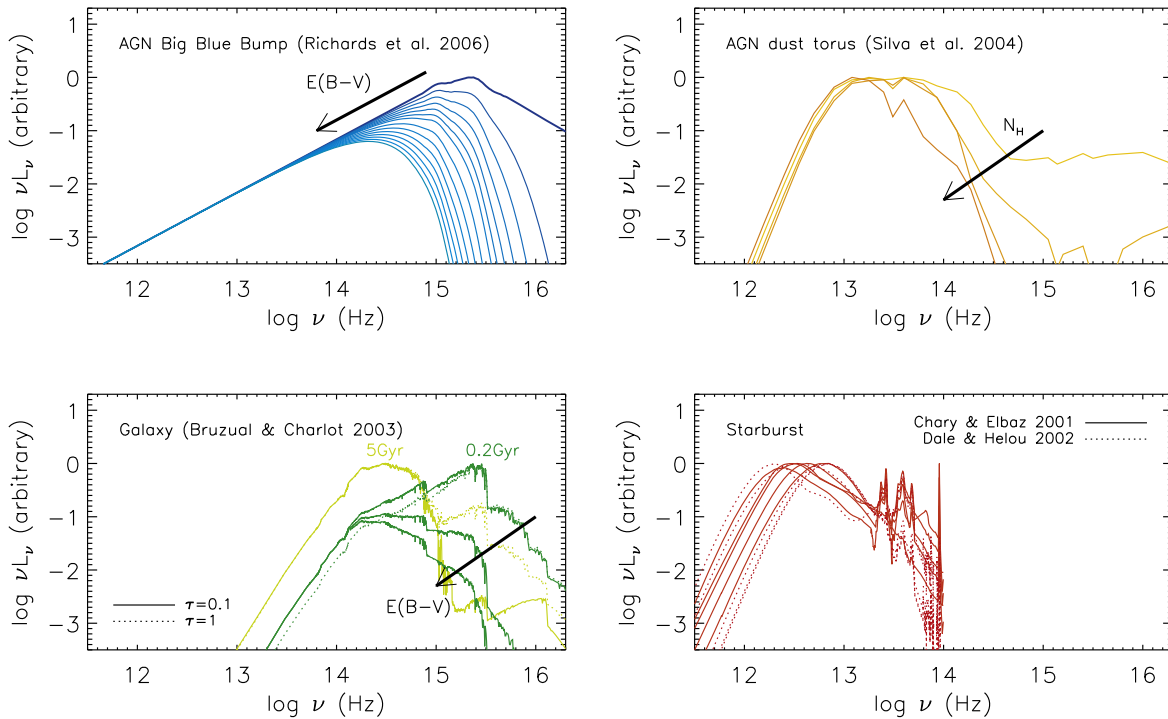 AGN Big Blue Bump (Richards et al. 2006)
E(B−V)
log νLν (arbitrary)
1
0
−1
−2
−3
12 13 14 15 16
log ν (Hz)
AGN dust torus (Silva et al. 2004)
NH
log νLν (arbitrary)
1
0
−1
−2
−3
12 13 14 15 16
log ν (Hz)
Galaxy (Bruzual & Charlot 2003)
5Gyr 0.2Gyr
E(B−V)
τ=0.1
τ=1
log νLν (arbitrary)
1
0
−1
−2
−3
12 13 14 15 16
log ν (Hz)
Starburst
Chary & Elbaz 2001
Dale & Helou 2002
log νLν (arbitrary)
1
0
−1
−2
−3
12 13 14 15 16
log ν (Hz)